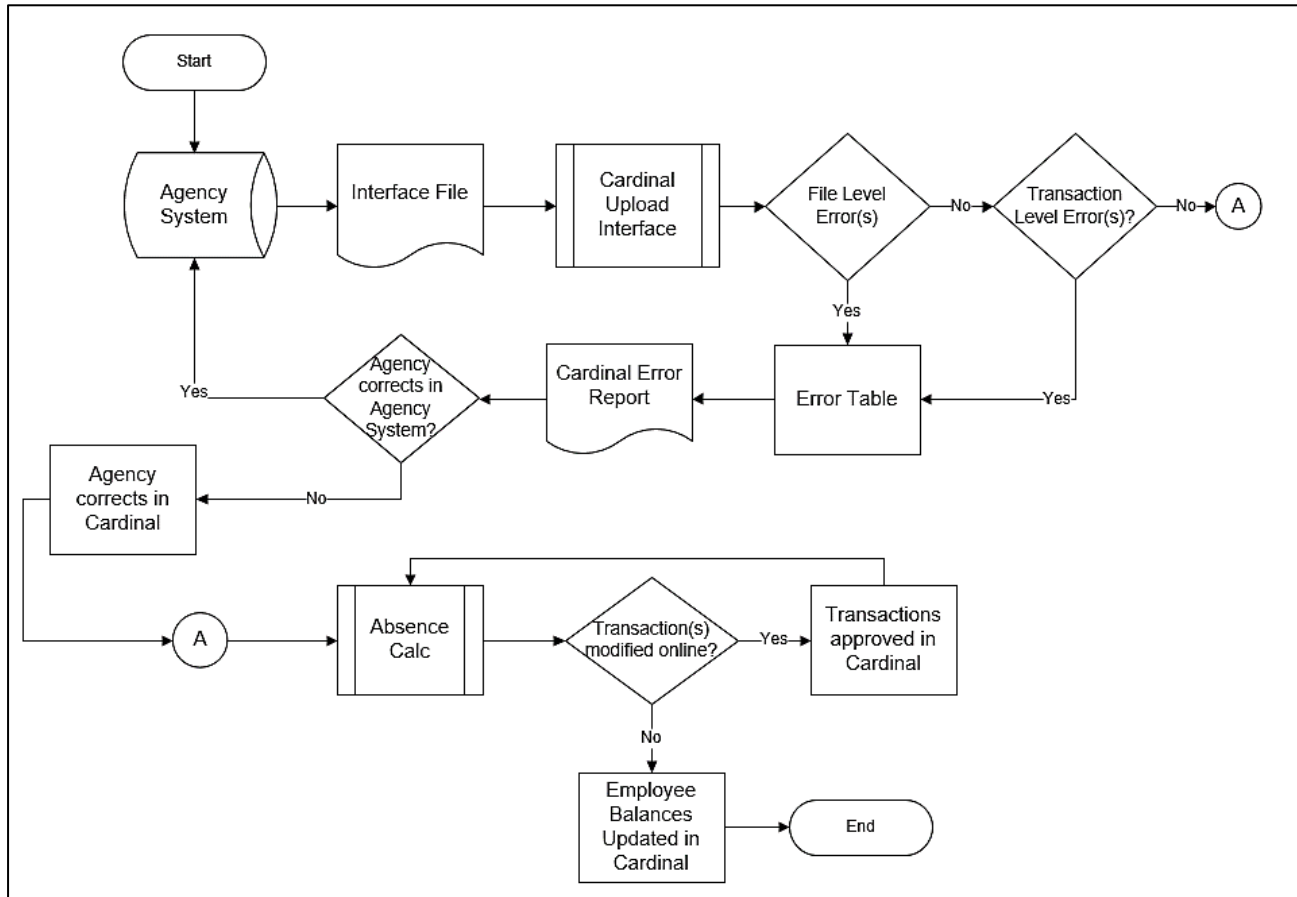 Start
Agency
System
Interface File
Cardinal
Upload
Interface
File Level
Error(s)
No
Transaction
Level Error(s)?
No
A
Yes
Yes
Error Table
Cardinal Error
Report
Agency
corrects in
Agency
System?
Yes
No
Agency
corrects in
Cardinal
A
Absence
Calc
Transaction(s)
modified online?
Yes
Transactions
approved in
Cardinal
No
Employee
Balances
Updated in
Cardinal
End